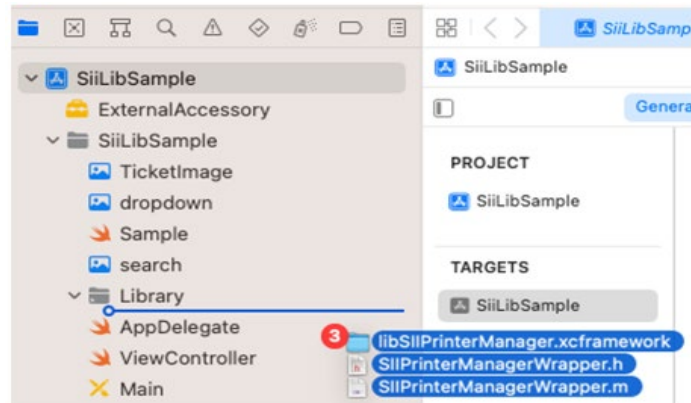 SiiLibSample
ExternalAccessory
SiiLibSample
TicketImage
dropdown
Sample
search
Library
AppDelegate
ViewController
Main
SiiLibSamp
SiiLibSample
Genera
PROJECT
SiiLibSample
TARGETS
SiiLibSample
3
libSIIPrinterManager.xcframework
SIIPrinterManagerWrapper.h
SIIPrinterManagerWrapper.m